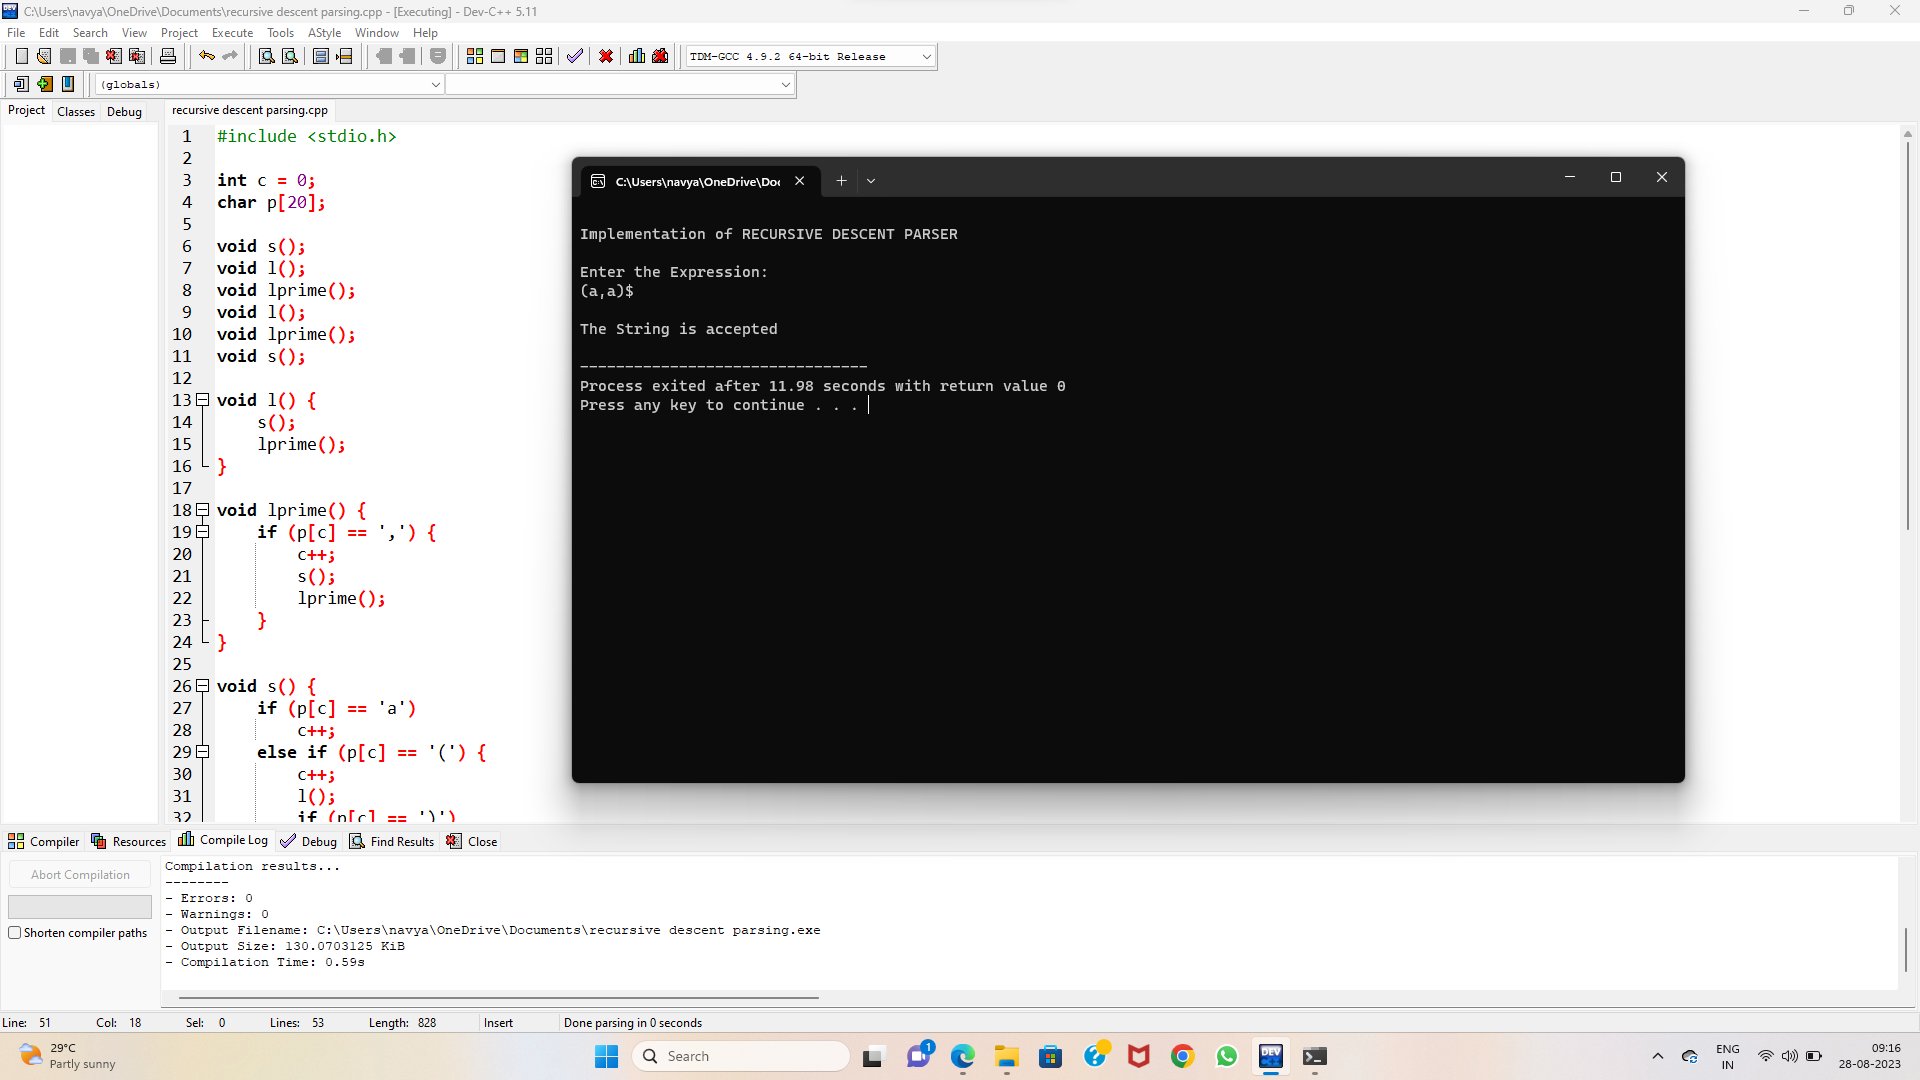 C:\Users\navya\OneDrive\Documents\recursive descent parsing.cpp - [Executing] - Dev-C++ 5.11
File Edit Search View Project Execute Tools AStyle Window Help
TDM-GCC 4.9.2 64-bit Release
(globals)
Project Classes Debug
recursive descent parsing.cpp
1 #include <stdio.h>
2
3 int c = 0;
4 char p[20];
5
6 void s();
7 void l();
8 void lprime();
9 void l();
10 void lprime();
11 void s();
12
13 void l() {
14 s();
15 lprime();
16 }
17
18 void lprime() {
19 if (p[c] == ',') {
20 c++;
21 s();
22 lprime();
23 }
24 }
25
26 void s() {
27 if (p[c] == 'a')
28 c++;
29 else if (p[c] == '(') {
30 c++;
31 l();
32 if (p[c] == ')')
C:\Users\navya\OneDrive\Doc
Implementation of RECURSIVE DESCENT PARSER
Enter the Expression:
(a,a)$
The String is accepted
--------------------------------
Process exited after 11.98 seconds with return value 0
Press any key to continue . . .
Compiler Resources Compile Log Debug Find Results Close
Abort Compilation
Shorten compiler paths
Compilation results...
--------
- Errors: 0
- Warnings: 0
- Output Filename: C:\Users\navya\OneDrive\Documents\recursive descent parsing.exe
- Output Size: 130.0703125 KiB
- Compilation Time: 0.59s
Line: 51 Col: 18 Sel: 0 Lines: 53 Length: 828 Insert Done parsing in 0 seconds
29°C
Partly sunny
Search
1
DEV
ENG
IN
09:16
28-08-2023